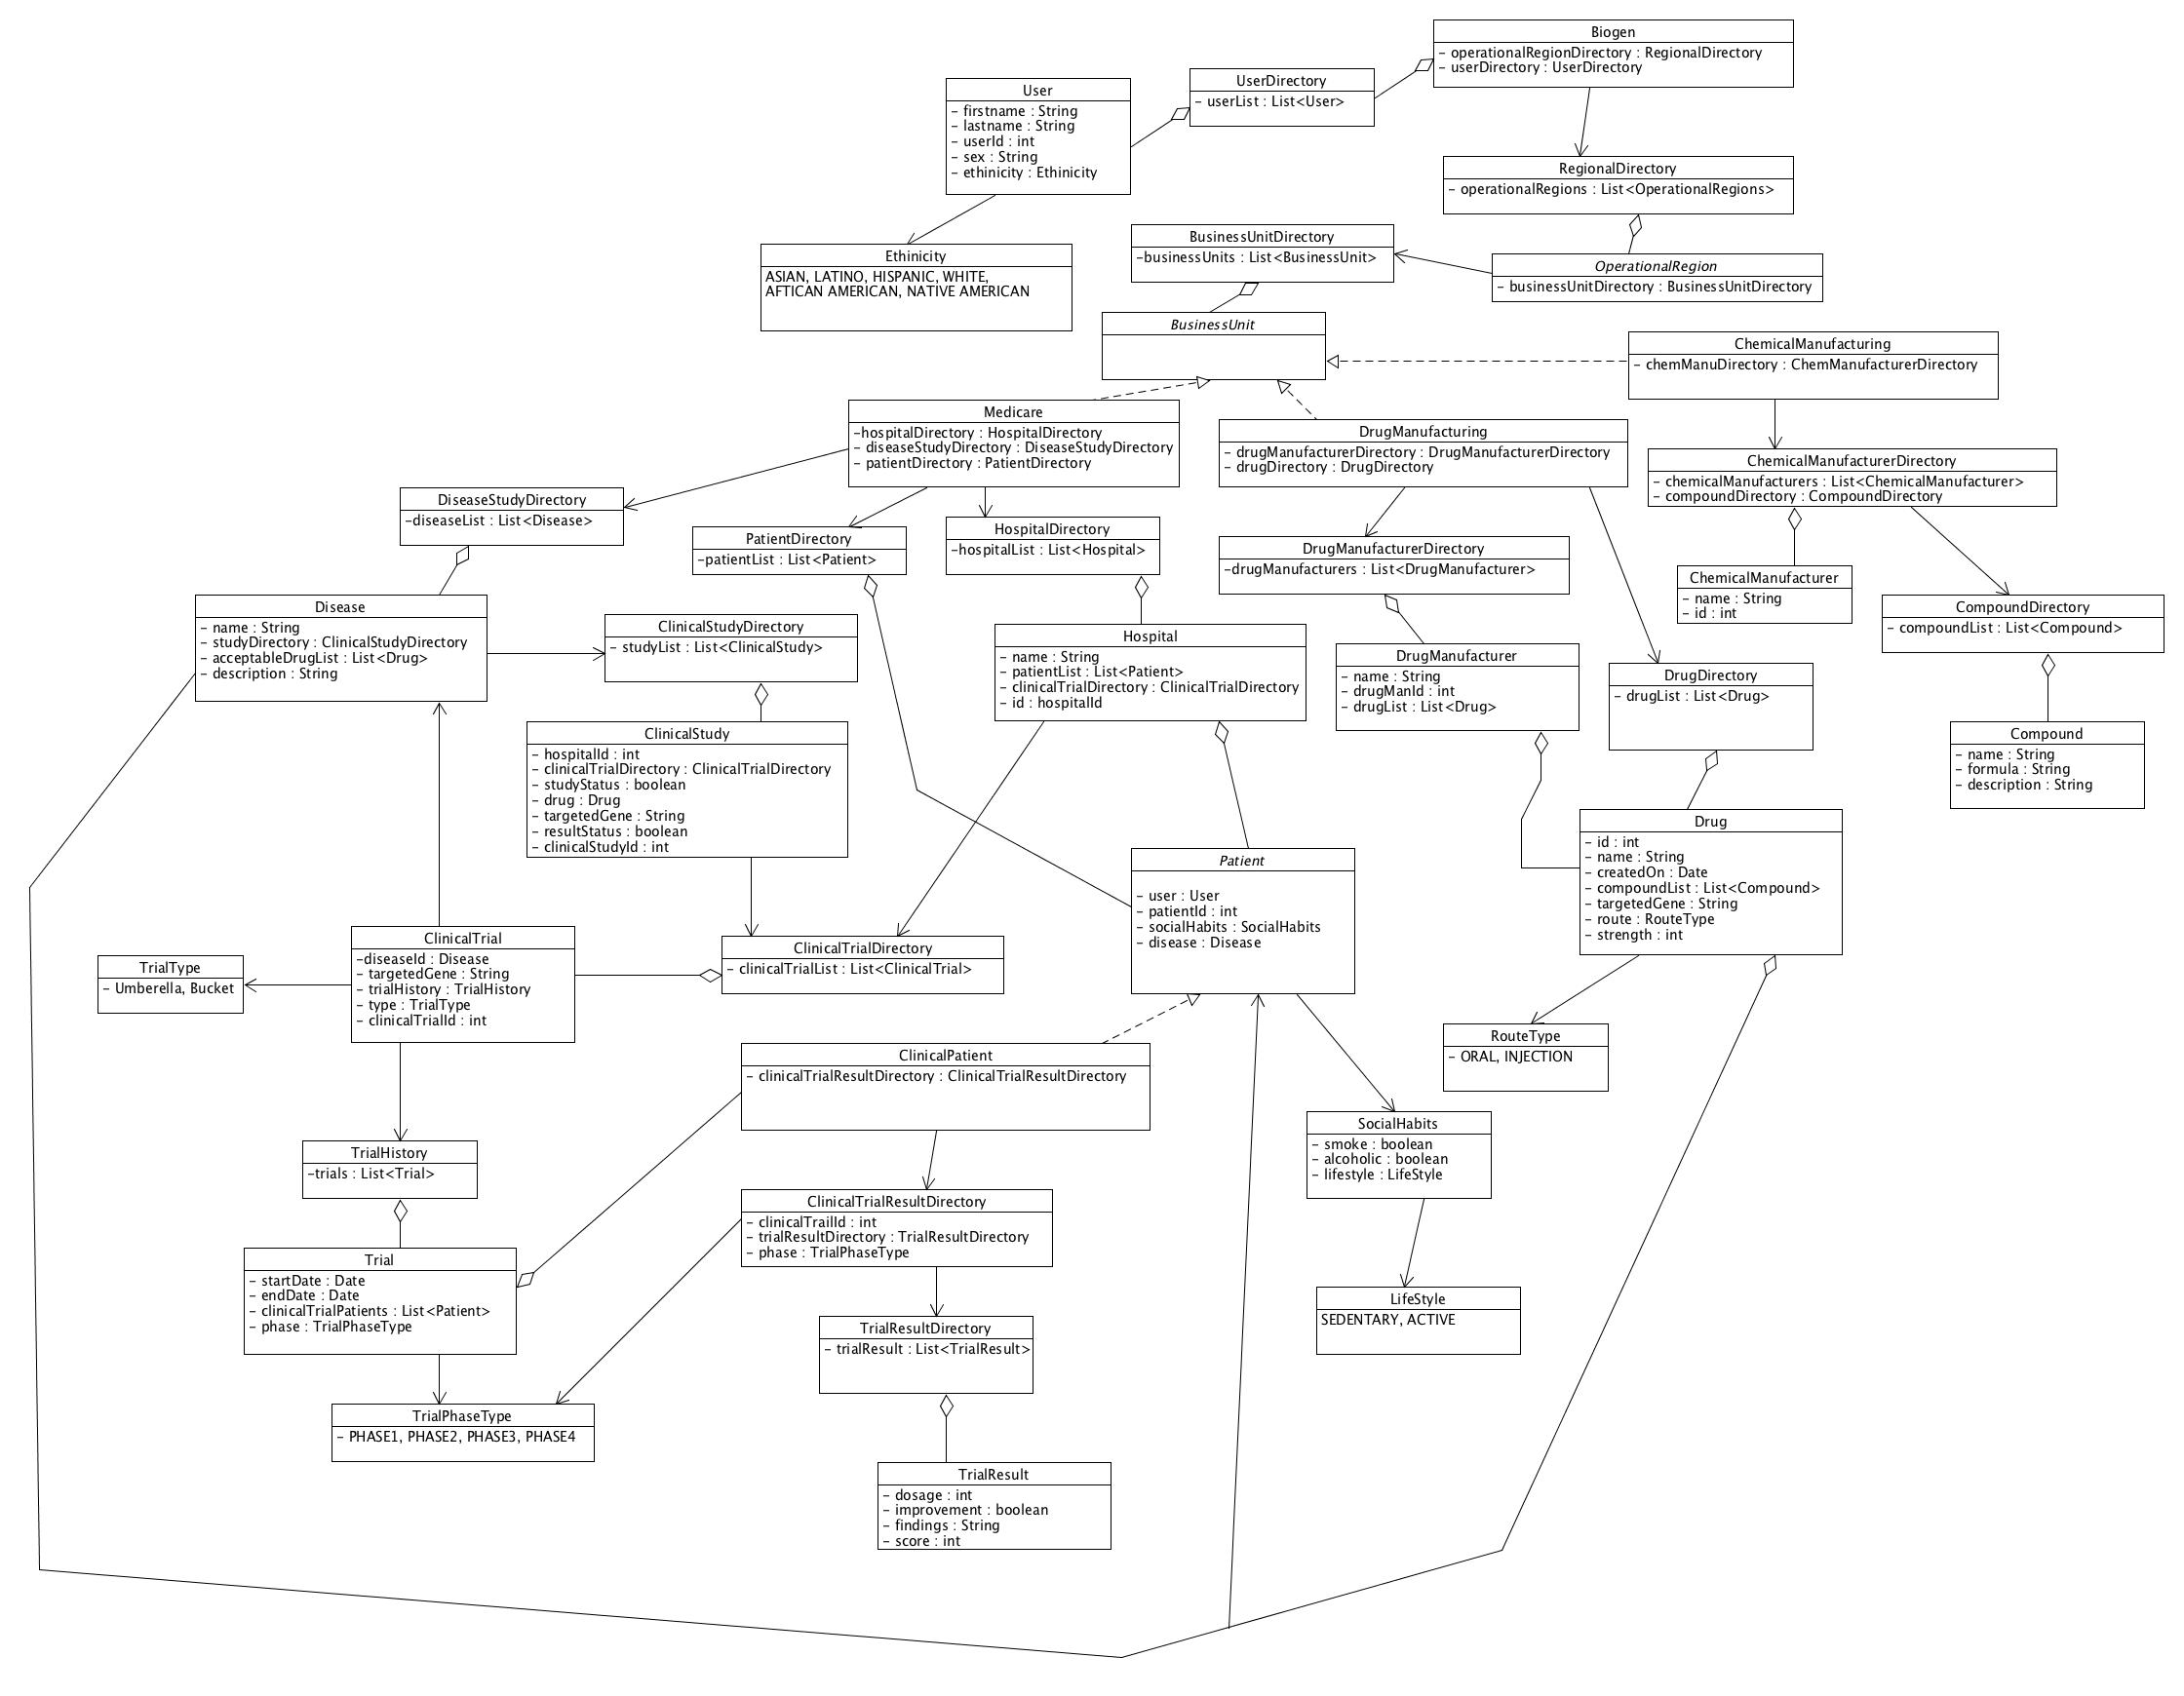 Biogen
- operationalRegionDirectory : RegionalDirectory
- userDirectory : UserDirectory
UserDirectory
- userList : List<User>
User
- firstname : String
- lastname : String
- userId : int
- sex : String
- ethinicity : Ethinicity
RegionalDirectory
- operationalRegions : List<OperationalRegions>
BusinessUnitDirectory
-businessUnits : List<BusinessUnit>
Ethinicity
ASIAN, LATINO, HISPANIC, WHITE,
AFTICAN AMERICAN, NATIVE AMERICAN
OperationalRegion
- businessUnitDirectory : BusinessUnitDirectory
BusinessUnit
ChemicalManufacturing
- chemManuDirectory : ChemManufacturerDirectory
Medicare
-hospitalDirectory : HospitalDirectory
- diseaseStudyDirectory : DiseaseStudyDirectory
- patientDirectory : PatientDirectory
DrugManufacturing
- drugManufacturerDirectory : DrugManufacturerDirectory
- drugDirectory : DrugDirectory
ChemicalManufacturerDirectory
- chemicalManufacturers : List<ChemicalManufacturer>
- compoundDirectory : CompoundDirectory
DiseaseStudyDirectory
-diseaseList : List<Disease>
PatientDirectory
-patientList : List<Patient>
HospitalDirectory
-hospitalList : List<Hospital>
DrugManufacturerDirectory
-drugManufacturers : List<DrugManufacturer>
ChemicalManufacturer
- name : String
- id : int
CompoundDirectory
- compoundList : List<Compound>
Disease
- name : String
- studyDirectory : ClinicalStudyDirectory
- acceptableDrugList : List<Drug>
- description : String
ClinicalStudyDirectory
- studyList : List<ClinicalStudy>
Hospital
- name : String
- patientList : List<Patient>
- clinicalTrialDirectory : ClinicalTrialDirectory
- id : hospitalId
DrugManufacturer
- name : String
- drugManId : int
- drugList : List<Drug>
DrugDirectory
- drugList : List<Drug>
Compound
- name : String
- formula : String
- description : String
ClinicalStudy
- hospitalId : int
- clinicalTrialDirectory : ClinicalTrialDirectory
- studyStatus : boolean
- drug : Drug
- targetedGene : String
- resultStatus : boolean
- clinicalStudyId : int
Drug
- id : int
- name : String
- createdOn : Date
- compoundList : List<Compound>
- targetedGene : String
- route : RouteType
- strength : int
Patient
- user : User
- patientId : int
- socialHabits : SocialHabits
- disease : Disease
ClinicalTrial
-diseaseId : Disease
- targetedGene : String
- trialHistory : TrialHistory
- type : TrialType
- clinicalTrialId : int
ClinicalTrialDirectory
- clinicalTrialList : List<ClinicalTrial>
TrialType
- Umberella, Bucket
RouteType
- ORAL, INJECTION
ClinicalPatient
- clinicalTrialResultDirectory : ClinicalTrialResultDirectory
SocialHabits
- smoke : boolean
- alcoholic : boolean
- lifestyle : LifeStyle
TrialHistory
-trials : List<Trial>
ClinicalTrialResultDirectory
- clinicalTrailId : int
- trialResultDirectory : TrialResultDirectory
- phase : TrialPhaseType
Trial
- startDate : Date
- endDate : Date
- clinicalTrialPatients : List<Patient>
- phase : TrialPhaseType
LifeStyle
SEDENTARY, ACTIVE
TrialResultDirectory
- trialResult : List<TrialResult>
TrialPhaseType
- PHASE1, PHASE2, PHASE3, PHASE4
TrialResult
- dosage : int
- improvement : boolean
- findings : String
- score : int